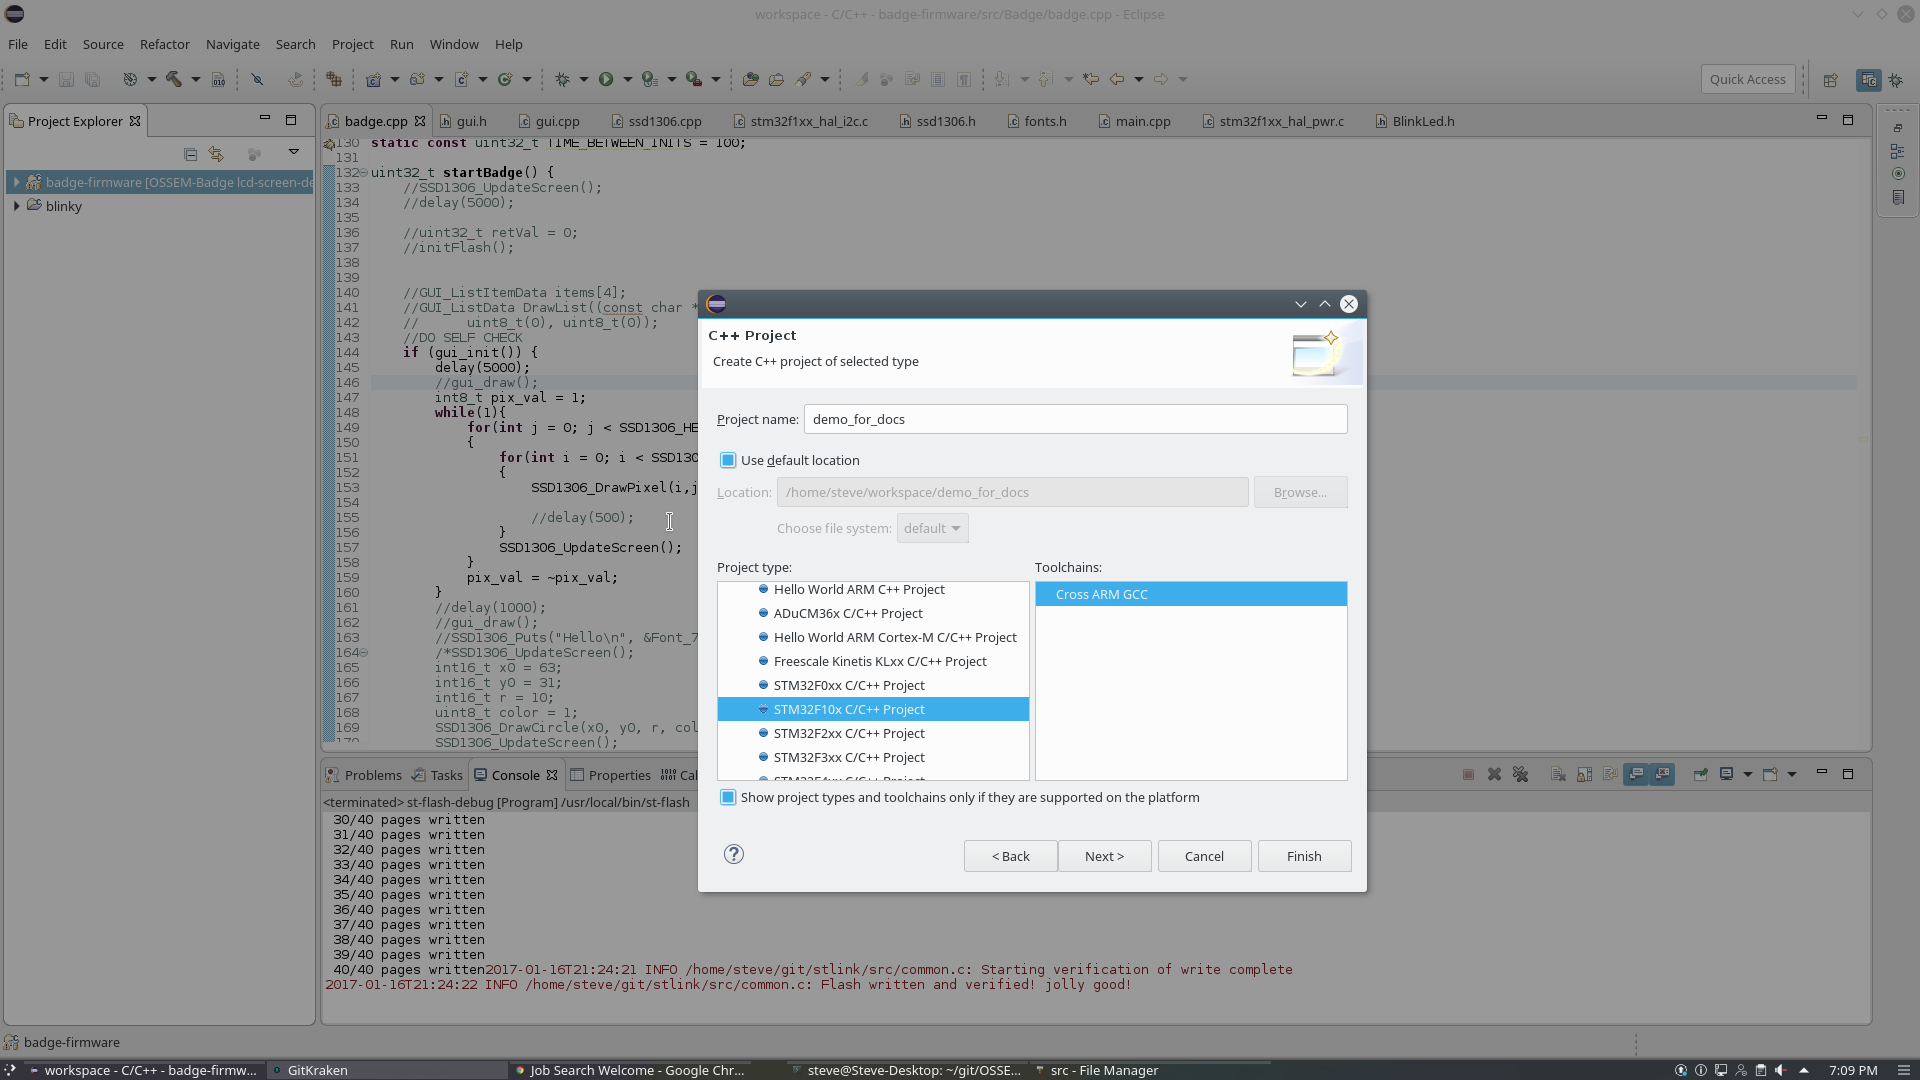 workspace - C/C++ - badge-firmware/src/Badge/badge.cpp - Eclipse
File Edit Source Refactor Navigate Search Project Run Window Help
Quick Access
Project Explorer
badge-firmware [OSSEM-Badge lcd-screen-de
blinky
badge.cpp gui.h gui.cpp ssd1306.cpp stm32f1xx_hal_i2c.c ssd1306.h fonts.h main.cpp stm32f1xx_hal_pwr.c BlinkLed.h
130 static const uint32_t TIME_BETWEEN_INITS = 100;
131
132 uint32_t startBadge() {
133 //SSD1306_UpdateScreen();
134 //delay(5000);
135
136 //uint32_t retVal = 0;
137 //initFlash();
138
139
140 //GUI_ListItemData items[4];
141 //GUI_ListData DrawList((const char *
142 // uint8_t(0), uint8_t(0));
143 //DO SELF CHECK
144 if (gui_init()) {
145 delay(5000);
146 //gui_draw();
147 int8_t pix_val = 1;
148 while(1){
149 for(int j = 0; j < SSD1306_HE
150 {
151 for(int i = 0; i < SSD130
152 {
153 SSD1306_DrawPixel(i,j
154
155 //delay(500);
156 }
157 SSD1306_UpdateScreen();
158 }
159 pix_val = ~pix_val;
160 }
161 //delay(1000);
162 //gui_draw();
163 //SSD1306_Puts("Hello\n", &Font_7
164 /*SSD1306_UpdateScreen();
165 int16_t x0 = 63;
166 int16_t y0 = 31;
167 int16_t r = 10;
168 uint8_t color = 1;
169 SSD1306_DrawCircle(x0, y0, r, col
170 SSD1306_UpdateScreen();
C++ Project
Create C++ project of selected type
Project name: demo_for_docs
Use default location
Location: /home/steve/workspace/demo_for_docs Browse...
Choose file system: default
Project type: Toolchains:
Hello World ARM C++ Project
ADuCM36x C/C++ Project
Hello World ARM Cortex-M C/C++ Project
Freescale Kinetis KLxx C/C++ Project
STM32F0xx C/C++ Project
STM32F10x C/C++ Project
STM32F2xx C/C++ Project
STM32F3xx C/C++ Project
STM32F4xx C/C++ Project
Cross ARM GCC
Show project types and toolchains only if they are supported on the platform
? < Back Next > Cancel Finish
Problems Tasks Console Properties Cal
<terminated> st-flash-debug [Program] /usr/local/bin/st-flash
30/40 pages written
31/40 pages written
32/40 pages written
33/40 pages written
34/40 pages written
35/40 pages written
36/40 pages written
37/40 pages written
38/40 pages written
39/40 pages written
40/40 pages written2017-01-16T21:24:21 INFO /home/steve/git/stlink/src/common.c: Starting verification of write complete
2017-01-16T21:24:22 INFO /home/steve/git/stlink/src/common.c: Flash written and verified! jolly good!
badge-firmware
workspace - C/C++ - badge-firmw... GitKraken Job Search Welcome - Google Chr... steve@Steve-Desktop: ~/git/OSSE... src - File Manager 7:09 PM